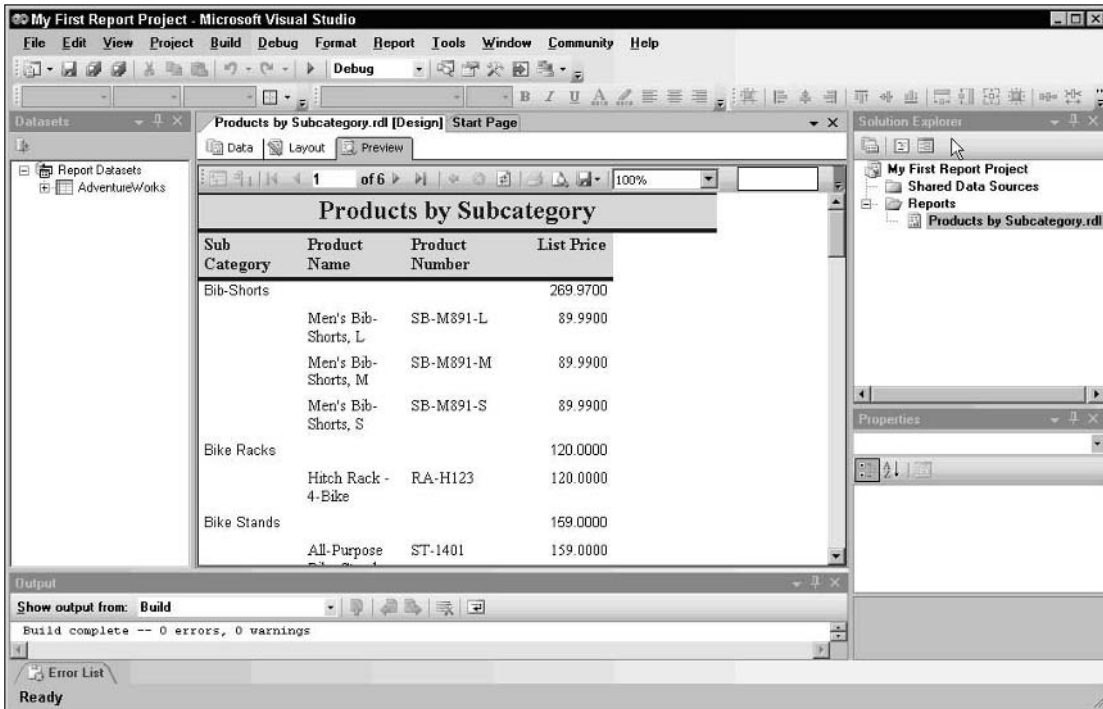 My First Report Project - Microsoft Visual Studio
File Edit View Project Build Debug Format Report Tools Window Community Help
Debug
B I U A
Datasets
Products by Subcategory.rdl [Design] Start Page
Solution Explorer
Data Layout Preview
Report Datasets
AdventureWorks
1 of 6 100%
My First Report Project
Shared Data Sources
Reports
Products by Subcategory.rdl
Products by Subcategory
Sub Category Product Name Product Number List Price
Bib-Shorts 269.9700
Men's Bib-Shorts, L SB-M891-L 89.9900
Men's Bib-Shorts, M SB-M891-M 89.9900
Men's Bib-Shorts, S SB-M891-S 89.9900
Bike Racks 120.0000
Hitch Rack - 4-Bike RA-H123 120.0000
Bike Stands 159.0000
All-Purpose ST-1401 159.0000
Properties
Output
Show output from: Build
Build complete -- 0 errors, 0 warnings
Error List
Ready